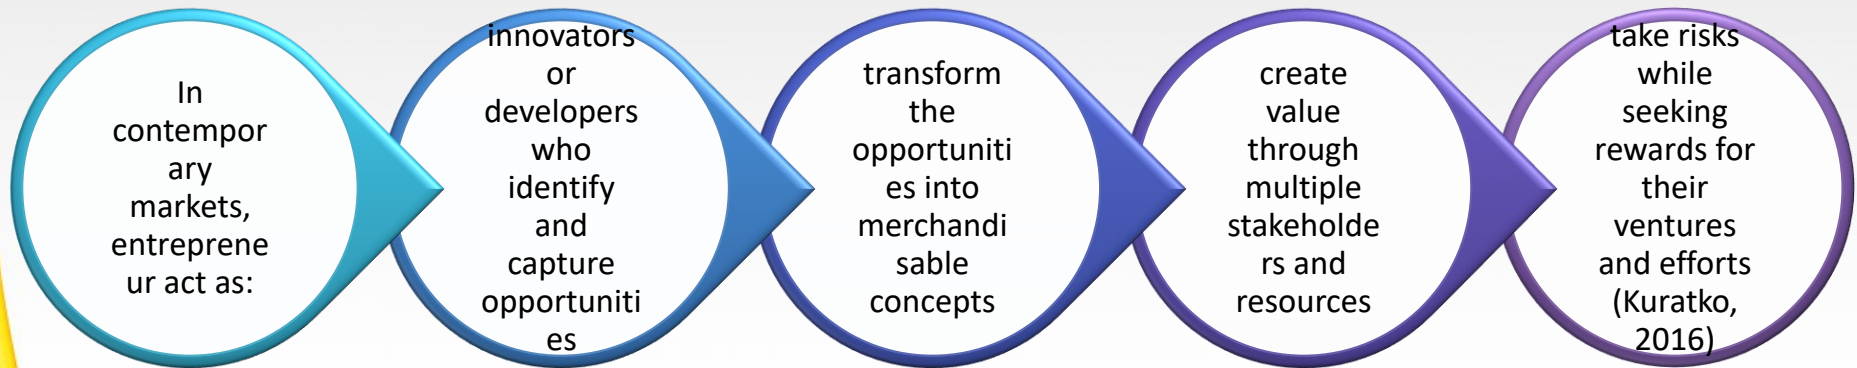 In
contempor
ary
markets,
entreprene
ur act as:
innovators
or
developers
who
identify
and
capture
opportuniti
es
transform
the
opportuniti
es into
merchandi
sable
concepts
create
value
through
multiple
stakeholde
rs and
resources
take risks
while
seeking
rewards for
their
ventures
and efforts
(Kuratko,
2016)